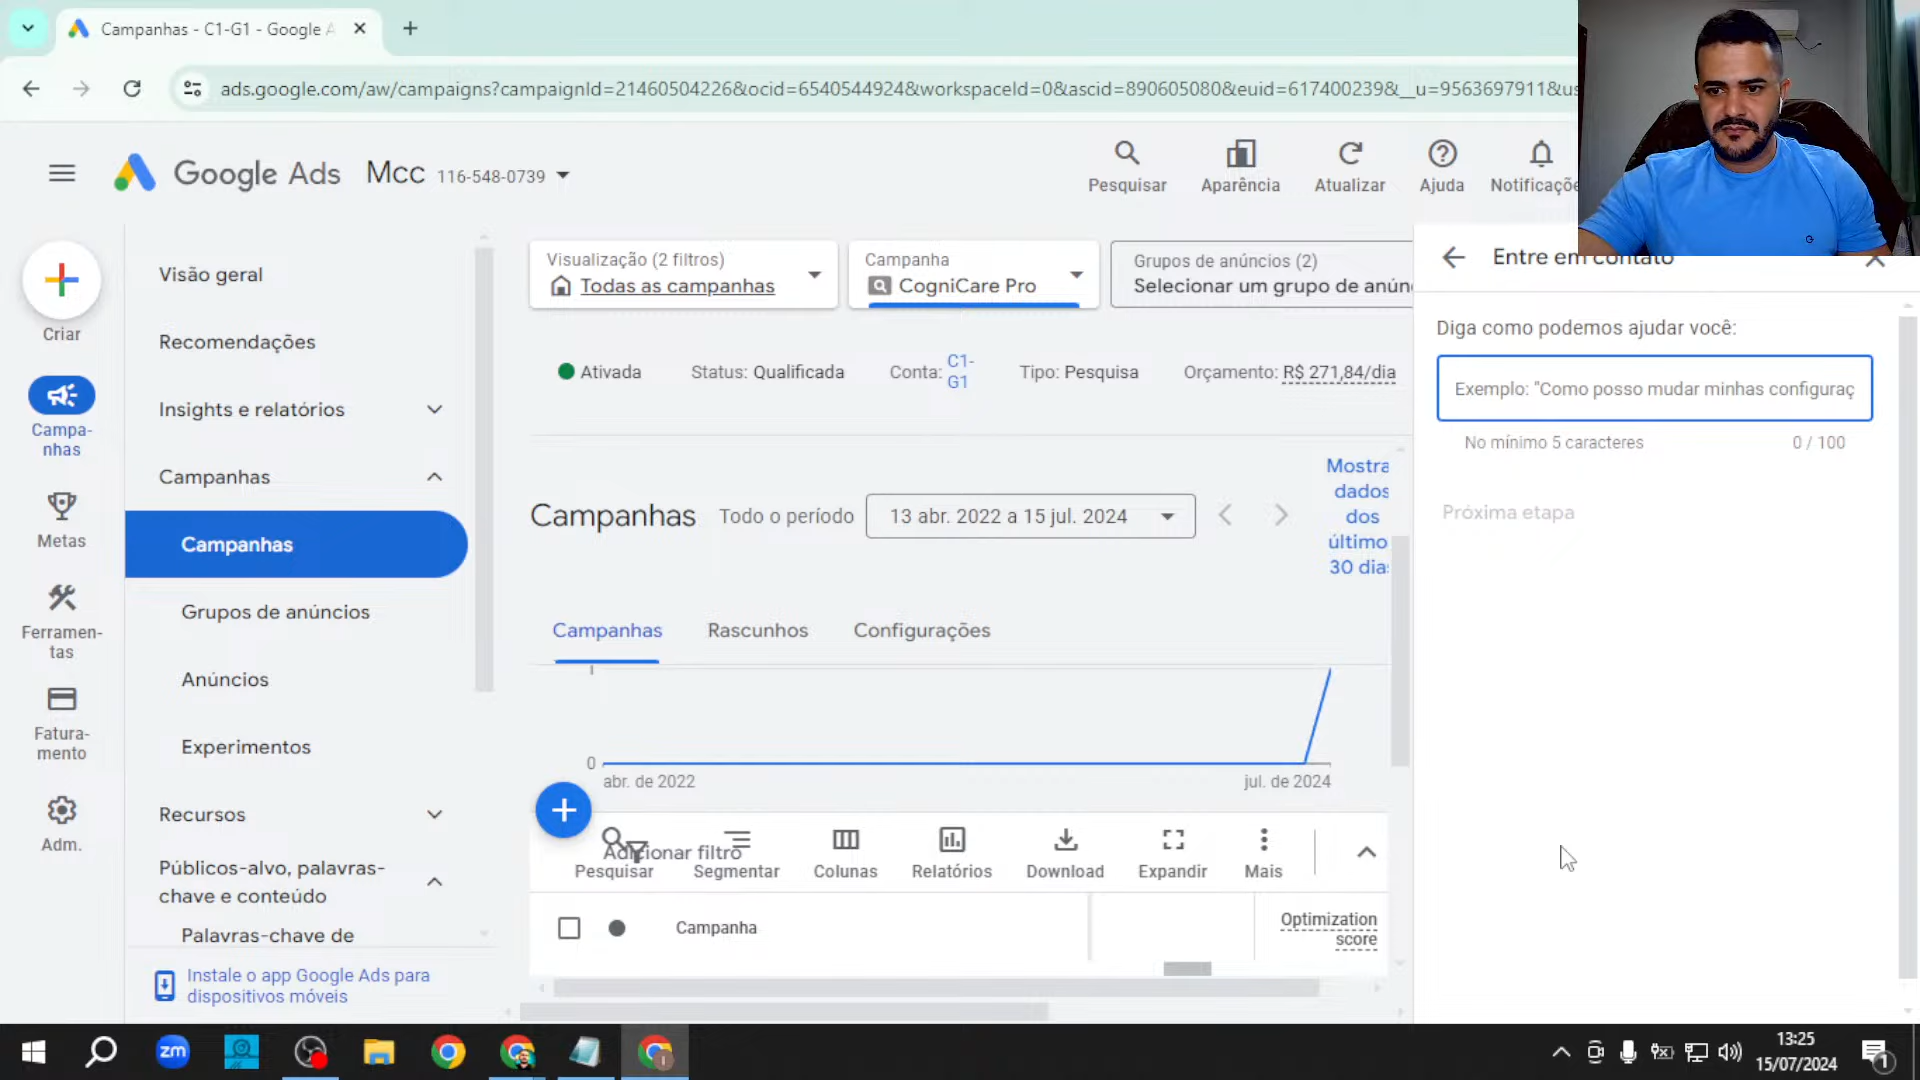 Campanhas - C1-G1 - Google A
ads.google.com/aw/campaigns?campaignId=21460504226&ocid=6540544924&workspaceId=0&ascid=890605080&euid=617400239&__u=9563697911&us
Google Ads
Mcc 116-548-0739
Pesquisar
Aparência
Atualizar
Ajuda
Notificaçõe
Criar
Campa-
nhas
Metas
Ferramen-
tas
Fatura-
mento
Adm.
Visão geral
Recomendações
Insights e relatórios
Campanhas
Campanhas
Grupos de anúncios
Anúncios
Experimentos
Recursos
Públicos-alvo, palavras-
chave e conteúdo
Palavras-chave de
Instale o app Google Ads para
dispositivos móveis
Visualização (2 filtros)
Todas as campanhas
Campanha
CogniCare Pro
Grupos de anúncios (2)
Selecionar um grupo de anún
Ativada
Status: Qualificada
Conta: C1-
G1
Tipo: Pesquisa
Orçamento: R$ 271,84/dia
Campanhas
Todo o período
13 abr. 2022 a 15 jul. 2024
Mostra
dados
dos
último
30 dia
Campanhas
Rascunhos
Configurações
1
0
abr. de 2022
jul. de 2024
Adicionar filtro
Pesquisar
Segmentar
Colunas
Relatórios
Download
Expandir
Mais
Campanha
Optimization
score
Entre em contato
Diga como podemos ajudar você:
Exemplo: "Como posso mudar minhas configuraç
No mínimo 5 caracteres
0 / 100
Próxima etapa
zm
13:25
15/07/2024
1